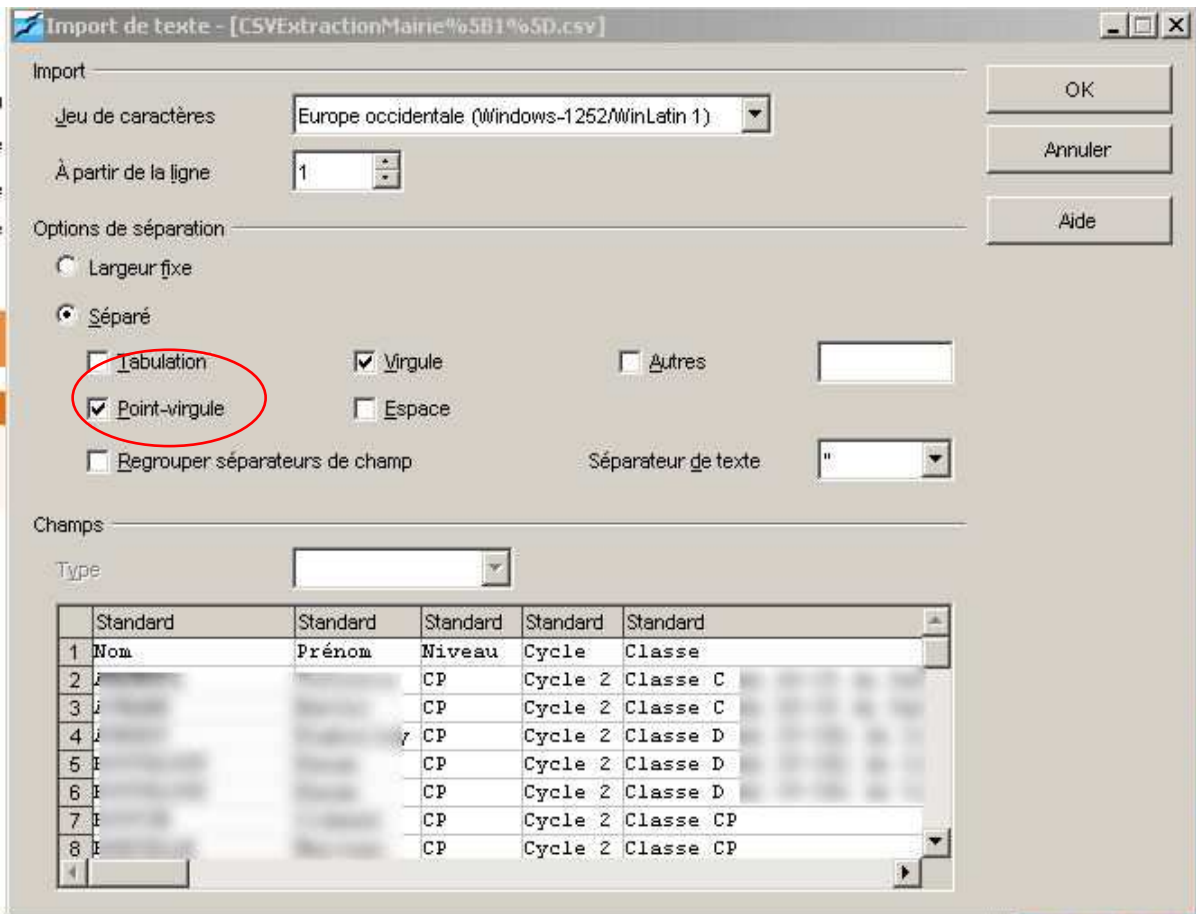 Import de texte - [CSVExtractionMairie%5B1%5D.csv]
Import
Jeu de caractères Europe occidentale (Windows-1252/WinLatin 1)
À partir de la ligne 1
OK
Annuler
Aide
Options de séparation
Largeur fixe
Séparé
Tabulation Virgule Autres
Point-virgule Espace
Regrouper séparateurs de champ Séparateur de texte "
Champs
Type
Standard Standard Standard Standard Standard
1 Nom Prénom Niveau Cycle Classe
2 CP Cycle 2 Classe C
3 CP Cycle 2 Classe C
4 CP Cycle 2 Classe D
5 CP Cycle 2 Classe D
6 CP Cycle 2 Classe D
7 CP Cycle 2 Classe CP
8 CP Cycle 2 Classe CP